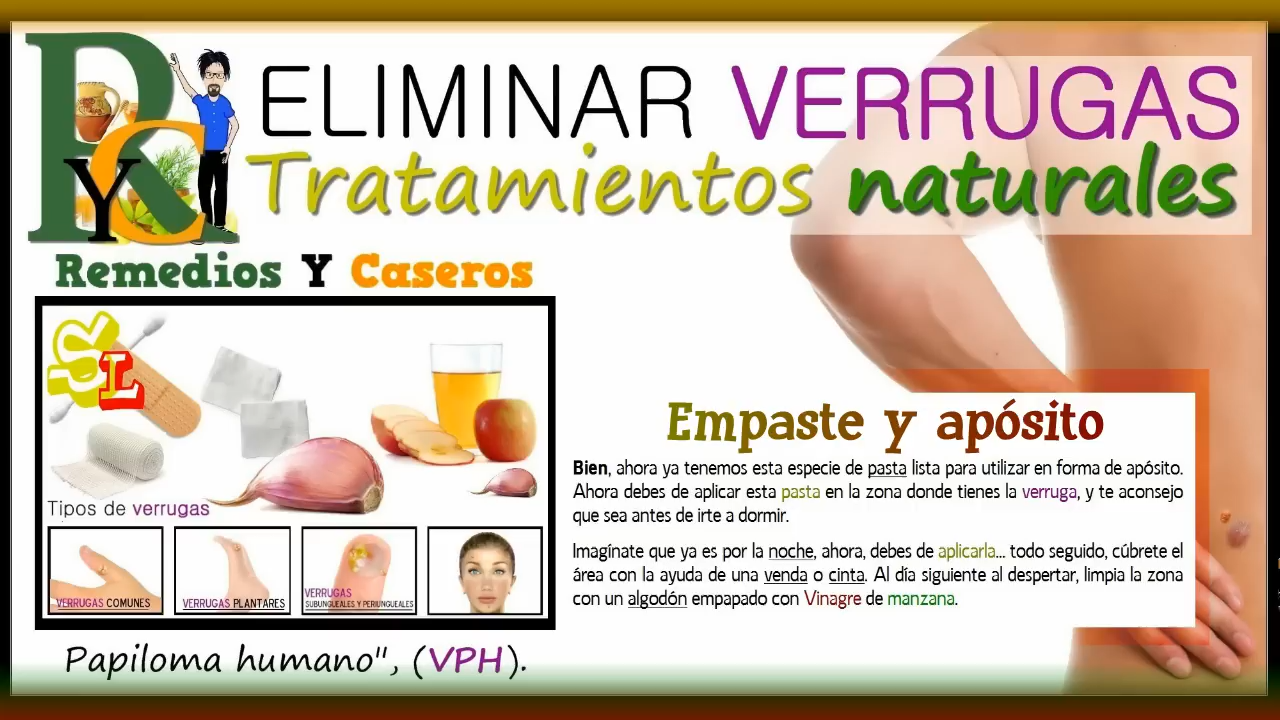 RYC
ELIMINAR VERRUGAS
Tratamientos naturales
Remedios Y Caseros
SL
Tipos de verrugas
VERRUGAS COMUNES
VERRUGAS PLANTARES
VERRUGAS
SUBUNGUEALES Y PERIUNGUEALES
Papiloma humano", (VPH).
Empaste y apósito
Bien, ahora ya tenemos esta especie de pasta lista para utilizar en forma de apósito.
Ahora debes de aplicar esta pasta en la zona donde tienes la verruga, y te aconsejo
que sea antes de irte a dormir.
Imagínate que ya es por la noche, ahora, debes de aplicarla... todo seguido, cúbrete el
área con la ayuda de una venda o cinta. Al día siguiente al despertar, limpia la zona
con un algodón empapado con Vinagre de manzana.